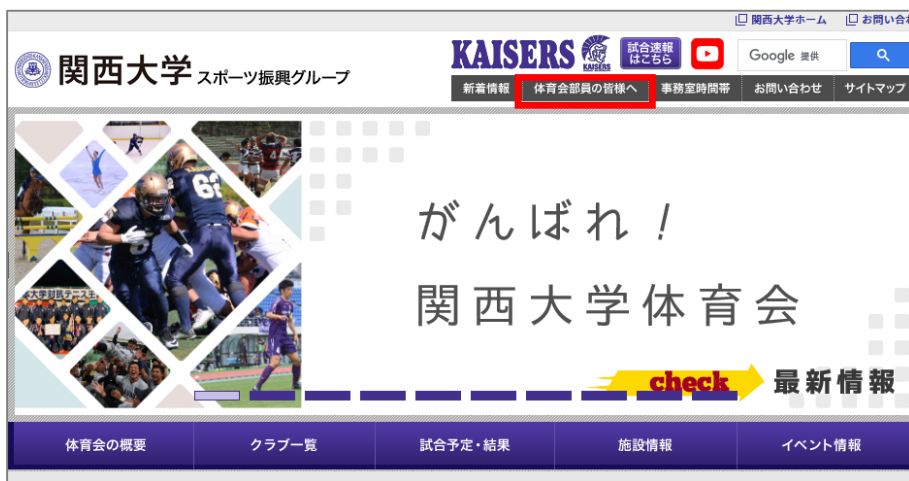 関西大学ホーム お問い合わ
関西大学 スポーツ振興グループ
KAISERS KAISERS 試合速報はこちら Google 提供
新着情報 体育会部員の皆様へ 事務室時間帯 お問い合わせ サイトマップ
62
がんばれ！
関西大学体育会
check 最新情報
体育会の概要 クラブ一覧 試合予定・結果 施設情報 イベント情報